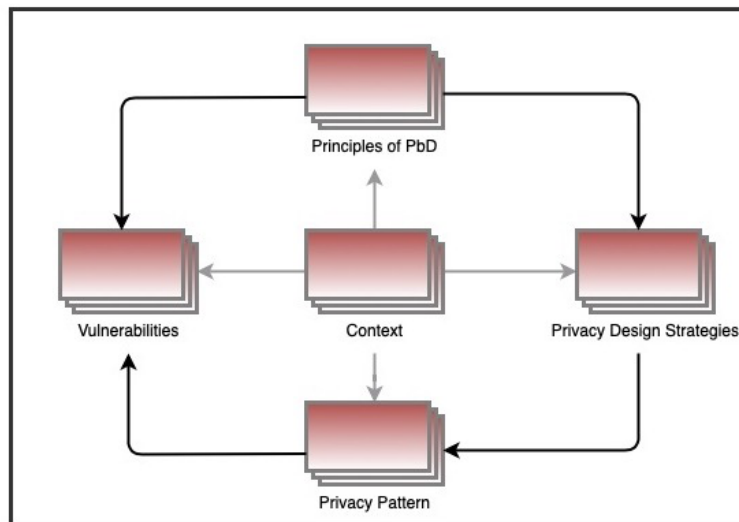 Principles of PbD
Vulnerabilities
Context
Privacy Design Strategies
Privacy Pattern